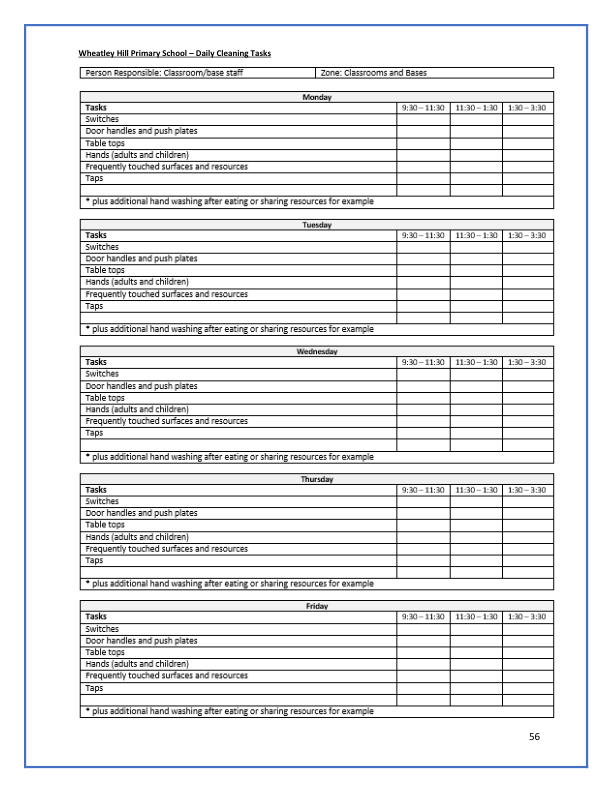 Wheatley Hill Primary School – Daily Cleaning Tasks
Person Responsible: Classroom/base staff Zone: Classrooms and Bases
Monday
Tasks 9:30 – 11:30 11:30 – 1:30 1:30 – 3:30
Switches
Door handles and push plates
Table tops
Hands (adults and children)
Frequently touched surfaces and resources
Taps
* plus additional hand washing after eating or sharing resources for example
Tuesday
Tasks 9:30 – 11:30 11:30 – 1:30 1:30 – 3:30
Switches
Door handles and push plates
Table tops
Hands (adults and children)
Frequently touched surfaces and resources
Taps
* plus additional hand washing after eating or sharing resources for example
Wednesday
Tasks 9:30 – 11:30 11:30 – 1:30 1:30 – 3:30
Switches
Door handles and push plates
Table tops
Hands (adults and children)
Frequently touched surfaces and resources
Taps
* plus additional hand washing after eating or sharing resources for example
Thursday
Tasks 9:30 – 11:30 11:30 – 1:30 1:30 – 3:30
Switches
Door handles and push plates
Table tops
Hands (adults and children)
Frequently touched surfaces and resources
Taps
* plus additional hand washing after eating or sharing resources for example
Friday
Tasks 9:30 – 11:30 11:30 – 1:30 1:30 – 3:30
Switches
Door handles and push plates
Table tops
Hands (adults and children)
Frequently touched surfaces and resources
Taps
* plus additional hand washing after eating or sharing resources for example
56